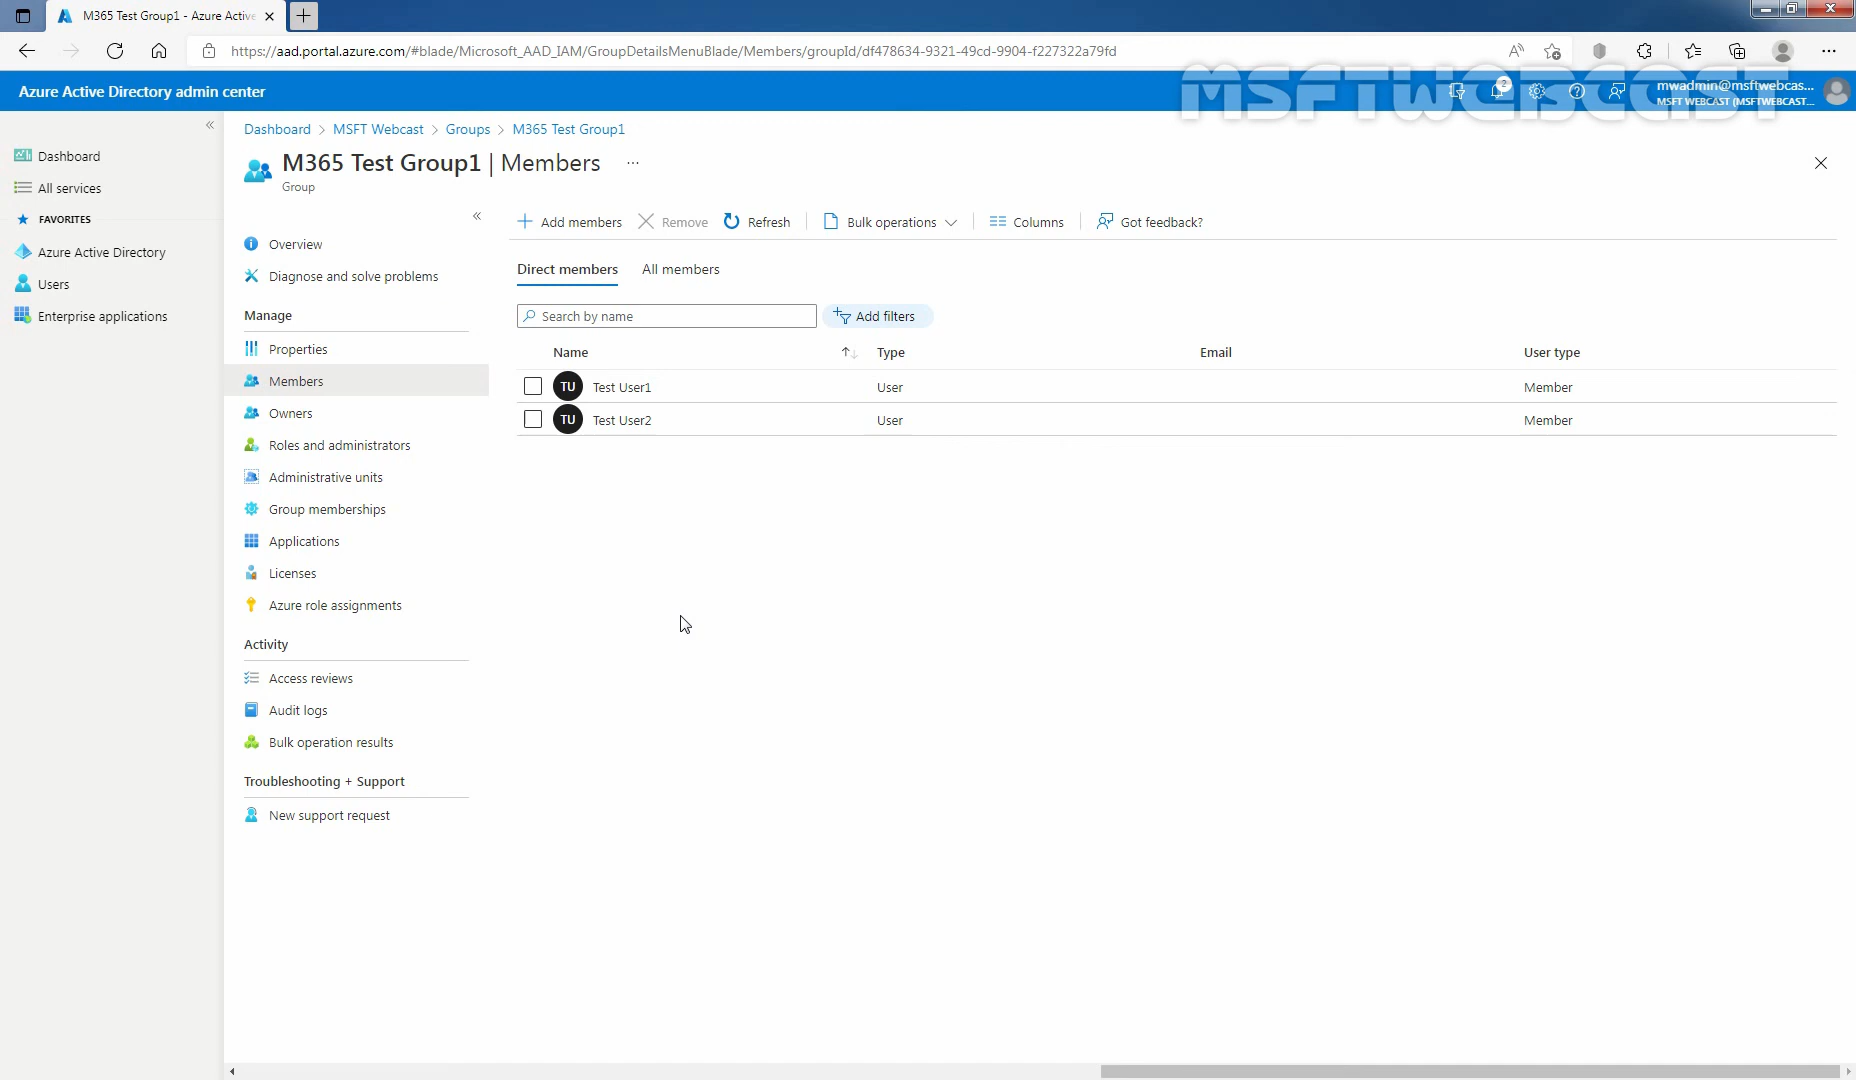 M365 Test Group1 - Azure Active
https://aad.portal.azure.com/#blade/Microsoft_AAD_IAM/GroupDetailsMenuBlade/Members/groupId/df478634-9321-49cd-9904-f227322a79fd
MSFTWEBCAST
Azure Active Directory admin center
2
mwadmin@msftwebcas...
MSFT WEBCAST (MSFTWEBCAST....
Dashboard
All services
FAVORITES
Azure Active Directory
Users
Enterprise applications
Dashboard > MSFT Webcast > Groups > M365 Test Group1
M365 Test Group1 | Members ...
Group
Overview
Diagnose and solve problems
Manage
Properties
Members
Owners
Roles and administrators
Administrative units
Group memberships
Applications
Licenses
Azure role assignments
Activity
Access reviews
Audit logs
Bulk operation results
Troubleshooting + Support
New support request
Add members Remove Refresh Bulk operations Columns Got feedback?
Direct members All members
Search by name Add filters
Name Type Email User type
TU Test User1 User Member
TU Test User2 User Member